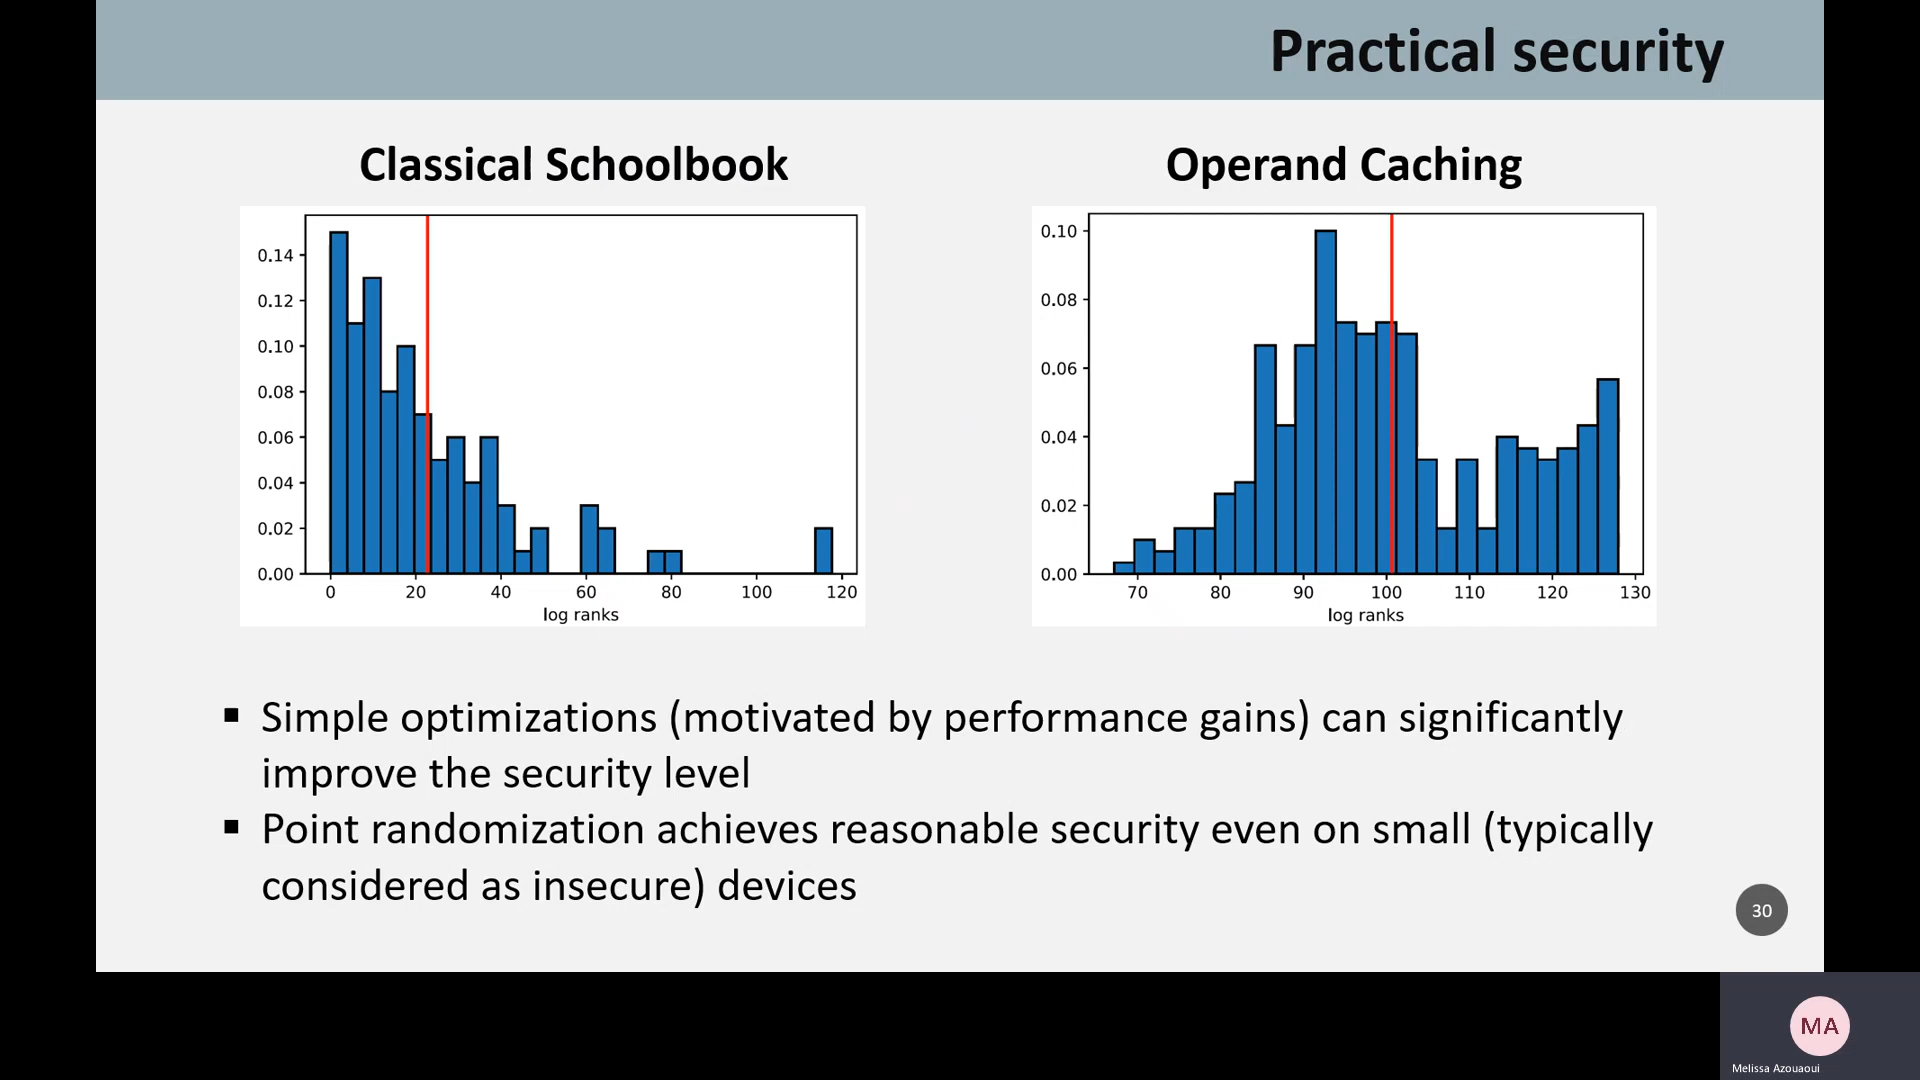 Practical security
Classical Schoolbook
Operand Caching
0.14
0.12
0.10
0.08
0.06
0.04
0.02
0.00
0 20 40 60 80 100 120
log ranks
0.10
0.08
0.06
0.04
0.02
0.00
70 80 90 100 110 120 130
log ranks
▪ Simple optimizations (motivated by performance gains) can significantly
improve the security level
▪ Point randomization achieves reasonable security even on small (typically
considered as insecure) devices
30
MA
Melissa Azouaoui